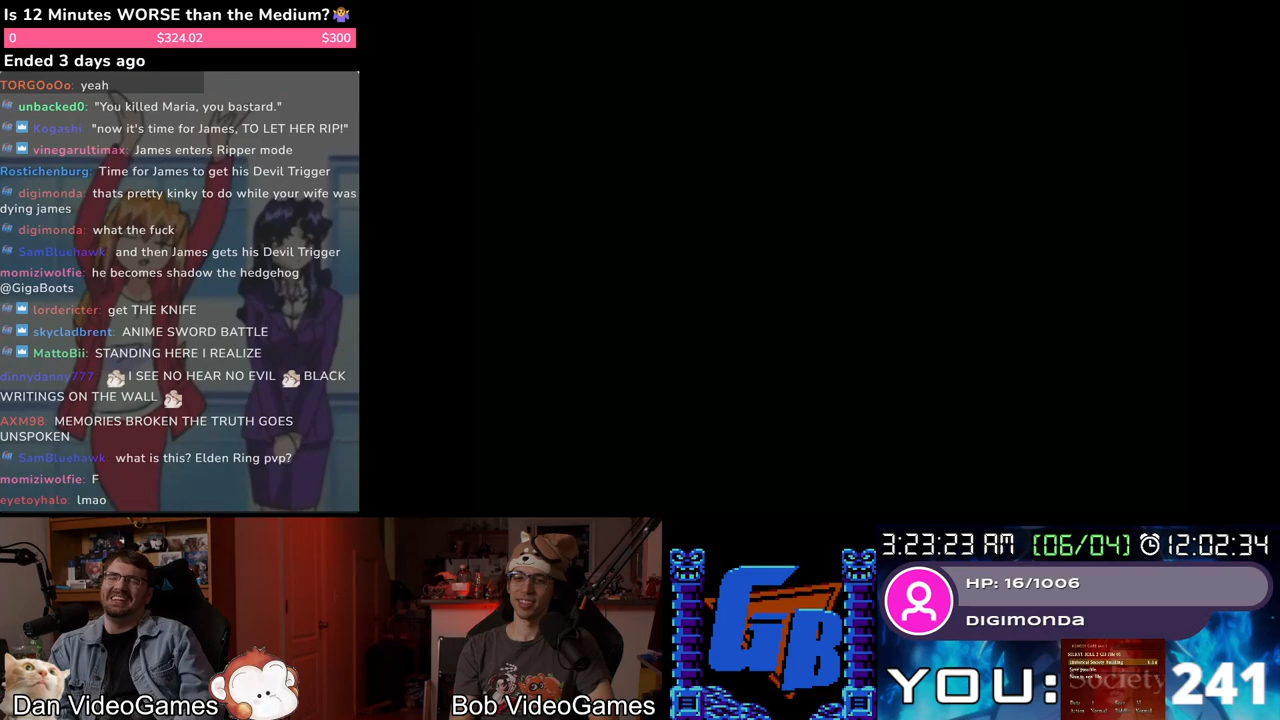 Is 12 Minutes WORSE than the Medium?🤷‍♀️
0 $324.02 $300
Ended 3 days ago
TORGOoOo: yeah
unbacked0: "You killed Maria, you bastard."
Kogashi: "now it's time for James, TO LET HER RIP!"
vinegarultimax: James enters Ripper mode
Rostichenburg: Time for James to get his Devil Trigger
digimonda: thats pretty kinky to do while your wife was
dying james
digimonda: what the fuck
SamBluehawk: and then James gets his Devil Trigger
momiziwolfie: he becomes shadow the hedgehog
@GigaBoots
lordericter: get THE KNIFE
skycladbrent: ANIME SWORD BATTLE
MattoBii: STANDING HERE I REALIZE
dinnydanny777: I SEE NO HEAR NO EVIL BLACK
WRITINGS ON THE WALL
AXM98: MEMORIES BROKEN THE TRUTH GOES
UNSPOKEN
SamBluehawk: what is this? Elden Ring pvp?
momiziwolfie: F
eyetoyhalo: lmao
Dan VideoGames
Bob VideoGames
GB
3:23:23 AM [06/04] 12:02:34
HP: 16/1006
DIGIMONDA
YOU: 241
Society